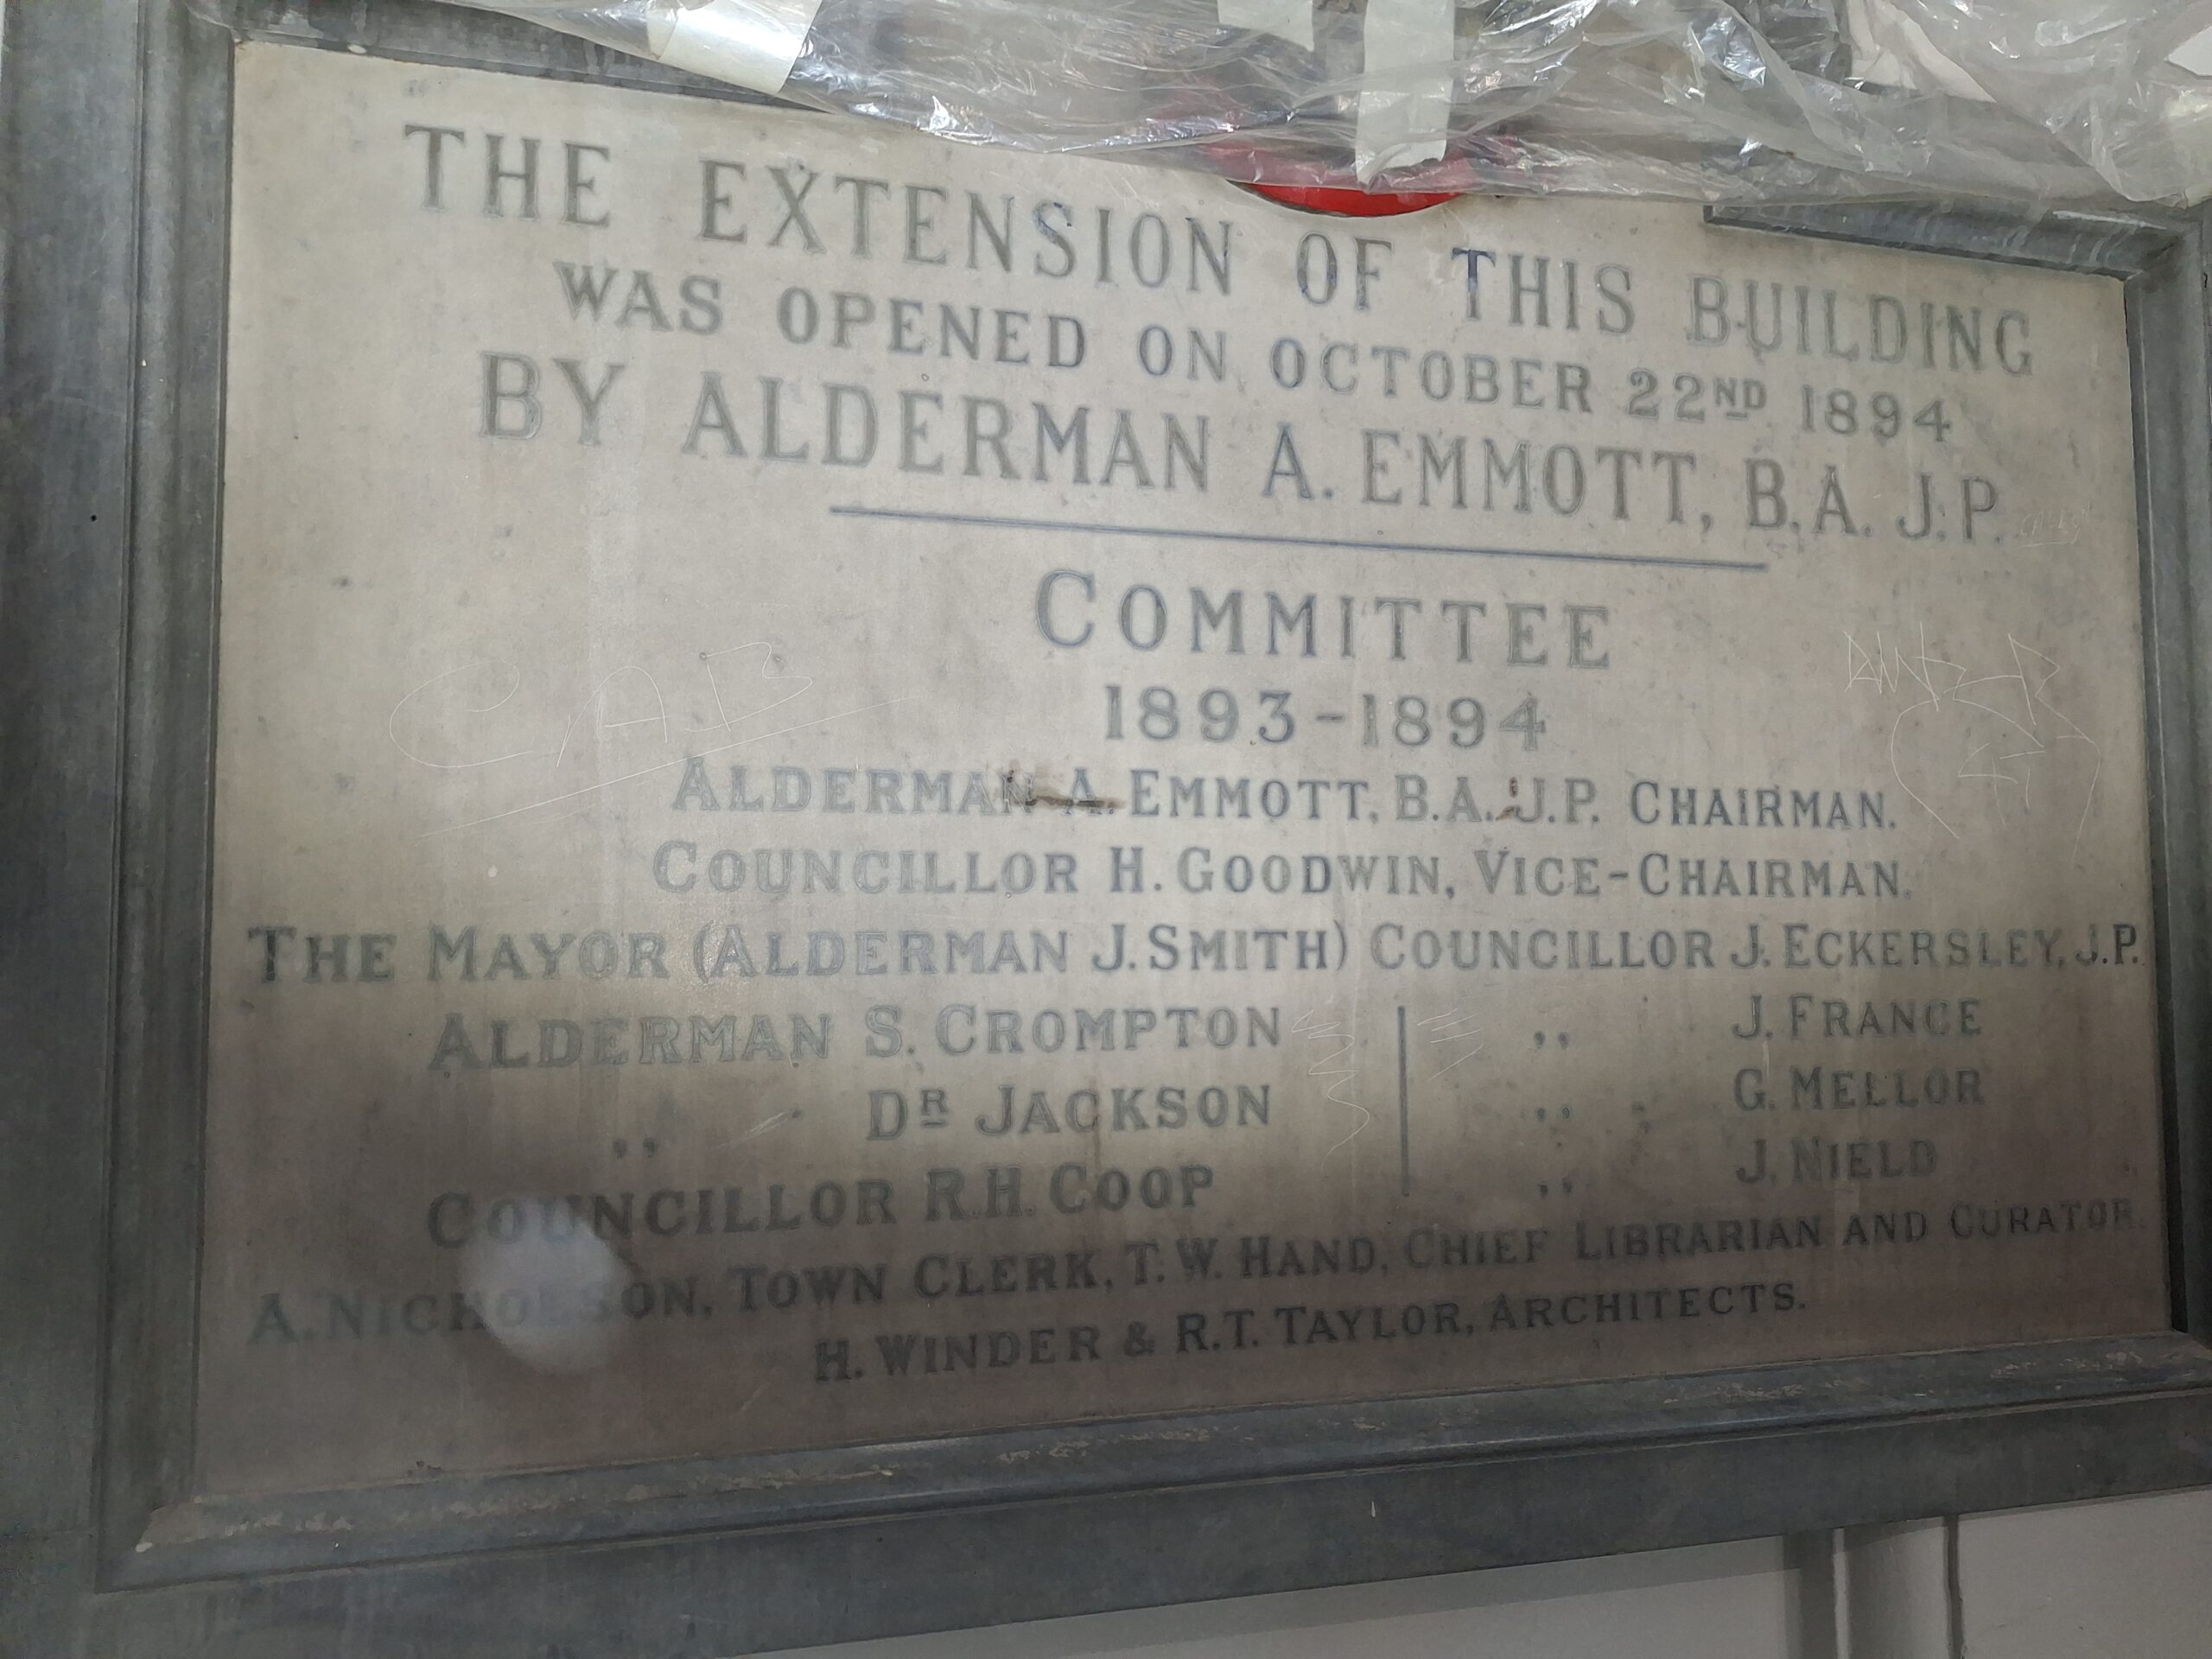 THE EXTENSION OF THIS BUILDING
WAS OPENED ON OCTOBER 22ND 1894
BY ALDERMAN A. EMMOTT, B.A. J.P.
COMMITTEE
1893-1894
ALDERMAN A. EMMOTT, B.A. J.P. CHAIRMAN.
COUNCILLOR H. GOODWIN, VICE-CHAIRMAN.
THE MAYOR (ALDERMAN J. SMITH) COUNCILLOR J. ECKERSLEY, J.P.
ALDERMAN S. CROMPTON ,, J. FRANCE
,, DR JACKSON ,, G. MELLOR
COUNCILLOR R.H. COOP ,, J. NIELD
A. NICHOLSON, TOWN CLERK, T. W. HAND, CHIEF LIBRARIAN AND CURATOR.
H. WINDER & R.T. TAYLOR, ARCHITECTS.
CAB